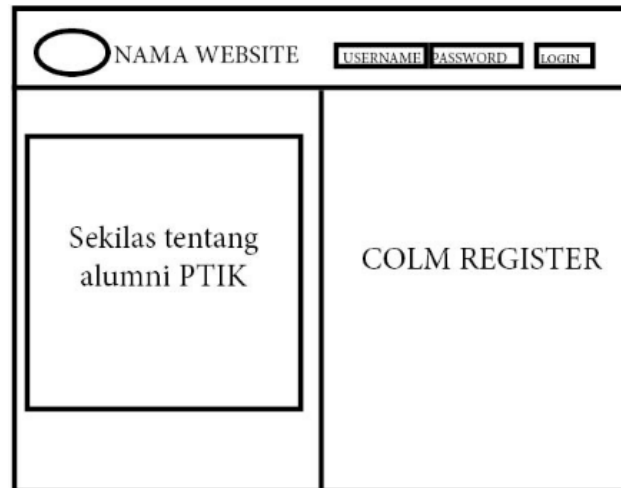 NAMA WEBSITE
USERNAME
PASSWORD
LOGIN
Sekilas tentang
alumni PTIK
COLM REGISTER